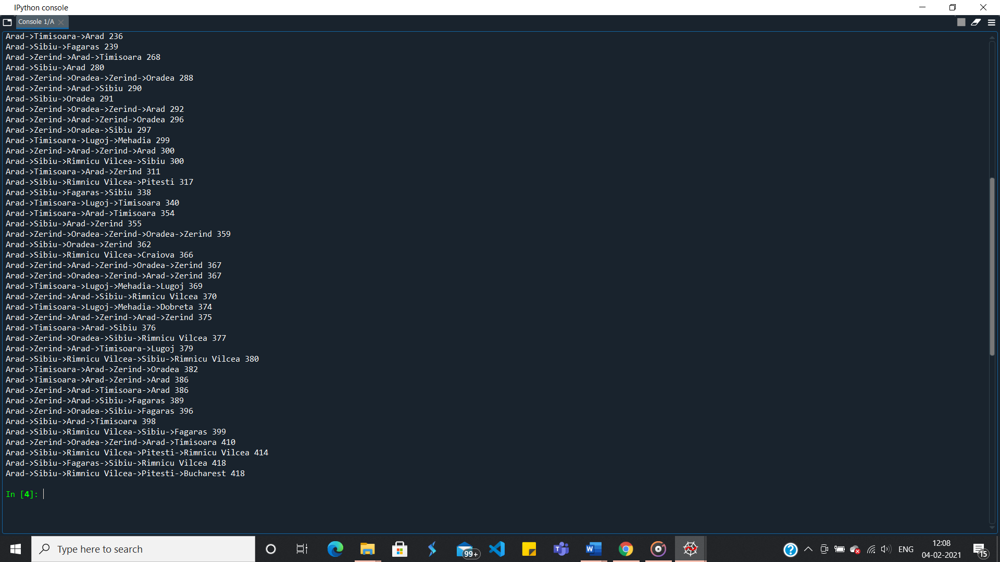 IPython console
Console 1/A
Arad->Timisoara->Arad 236
Arad->Sibiu->Fagaras 239
Arad->Zerind->Arad->Timisoara 268
Arad->Sibiu->Arad 280
Arad->Zerind->Oradea->Zerind->Oradea 288
Arad->Zerind->Arad->Sibiu 290
Arad->Sibiu->Oradea 291
Arad->Zerind->Oradea->Zerind->Arad 292
Arad->Zerind->Arad->Zerind->Oradea 296
Arad->Zerind->Oradea->Sibiu 297
Arad->Timisoara->Lugoj->Mehadia 299
Arad->Zerind->Arad->Zerind->Arad 300
Arad->Sibiu->Rimnicu Vilcea->Sibiu 300
Arad->Timisoara->Arad->Zerind 311
Arad->Sibiu->Rimnicu Vilcea->Pitesti 317
Arad->Sibiu->Fagaras->Sibiu 338
Arad->Timisoara->Lugoj->Timisoara 340
Arad->Timisoara->Arad->Timisoara 354
Arad->Sibiu->Arad->Zerind 355
Arad->Zerind->Oradea->Zerind->Oradea->Zerind 359
Arad->Sibiu->Oradea->Zerind 362
Arad->Sibiu->Rimnicu Vilcea->Craiova 366
Arad->Zerind->Arad->Zerind->Oradea->Zerind 367
Arad->Zerind->Oradea->Zerind->Arad->Zerind 367
Arad->Timisoara->Lugoj->Mehadia->Lugoj 369
Arad->Zerind->Arad->Sibiu->Rimnicu Vilcea 370
Arad->Timisoara->Lugoj->Mehadia->Dobreta 374
Arad->Zerind->Arad->Zerind->Arad->Zerind 375
Arad->Timisoara->Arad->Sibiu 376
Arad->Zerind->Oradea->Sibiu->Rimnicu Vilcea 377
Arad->Zerind->Arad->Timisoara->Lugoj 379
Arad->Sibiu->Rimnicu Vilcea->Sibiu->Rimnicu Vilcea 380
Arad->Timisoara->Arad->Zerind->Oradea 382
Arad->Timisoara->Arad->Zerind->Arad 386
Arad->Zerind->Arad->Timisoara->Arad 386
Arad->Zerind->Arad->Sibiu->Fagaras 389
Arad->Zerind->Oradea->Sibiu->Fagaras 396
Arad->Sibiu->Arad->Timisoara 398
Arad->Sibiu->Rimnicu Vilcea->Sibiu->Fagaras 399
Arad->Zerind->Oradea->Zerind->Arad->Timisoara 410
Arad->Sibiu->Rimnicu Vilcea->Pitesti->Rimnicu Vilcea 414
Arad->Sibiu->Fagaras->Sibiu->Rimnicu Vilcea 418
Arad->Sibiu->Rimnicu Vilcea->Pitesti->Bucharest 418
In [4]:
Type here to search
99+
ENG
12:08
04-02-2021
15